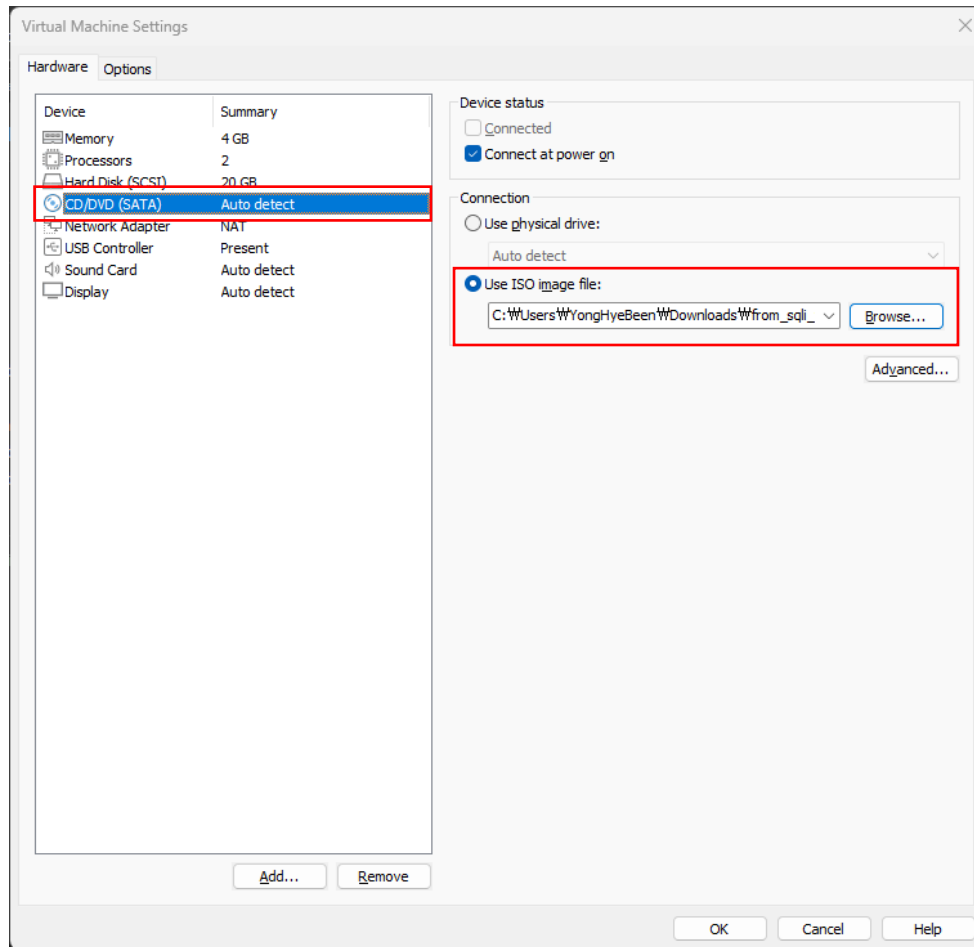 Virtual Machine Settings
Hardware Options
Device Summary
Memory 4 GB
Processors 2
Hard Disk (SCSI) 20 GB
CD/DVD (SATA) Auto detect
Network Adapter NAT
USB Controller Present
Sound Card Auto detect
Display Auto detect
Add... Remove
Device status
Connected
Connect at power on
Connection
Use physical drive:
Auto detect
Use ISO image file:
C:₩Users₩YongHyeBeen₩Downloads₩from_sqli_ Browse...
Advanced...
OK Cancel Help